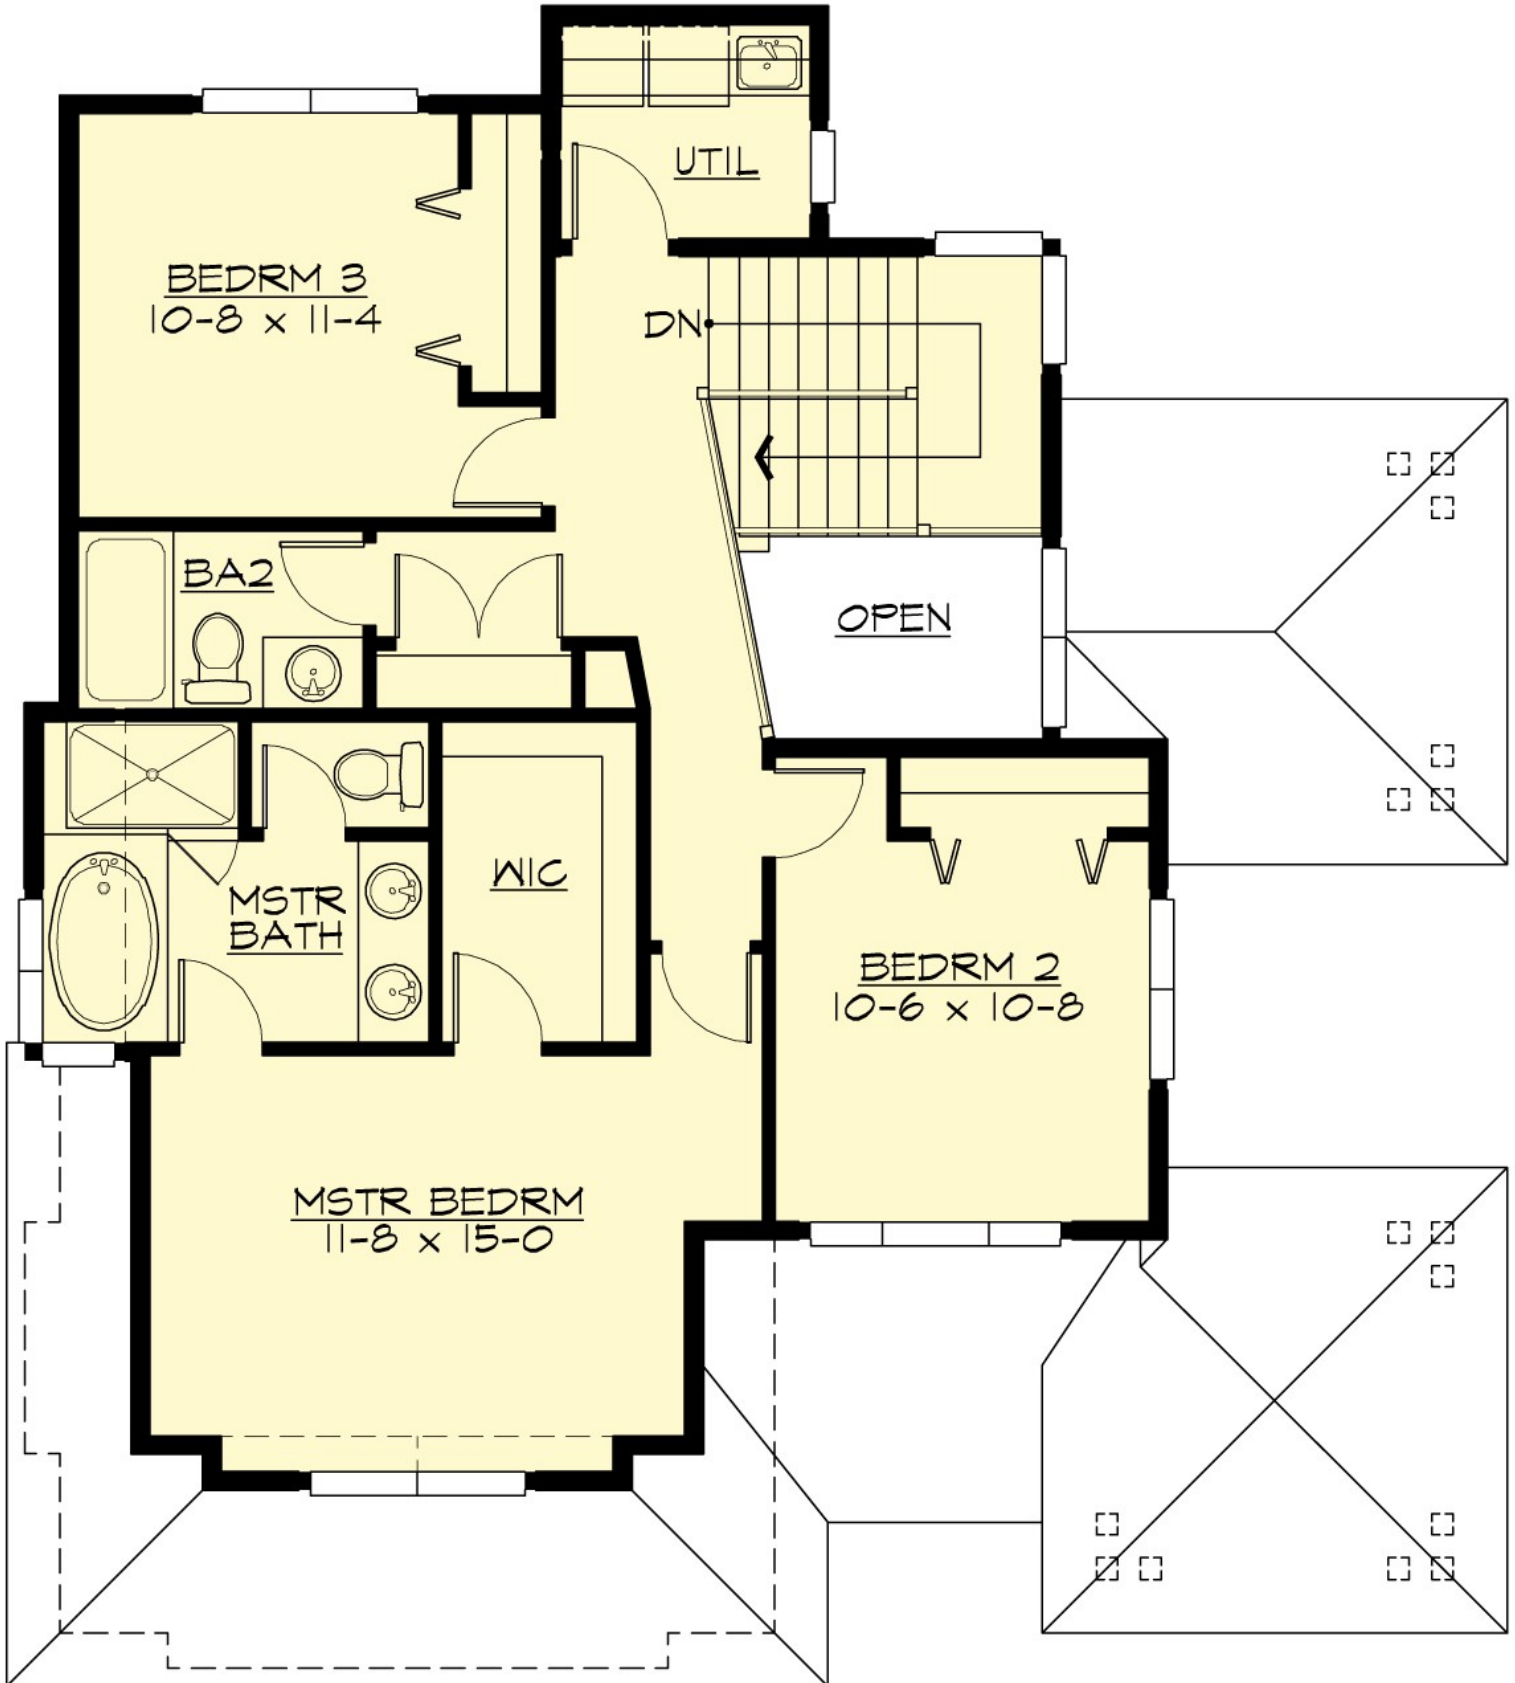 UTIL
BEDRM 3
10-8 x 11-4
DN
BA2
OPEN
WIC
MSTR
BATH
BEDRM 2
10-6 x 10-8
MSTR BEDRM
11-8 x 15-0